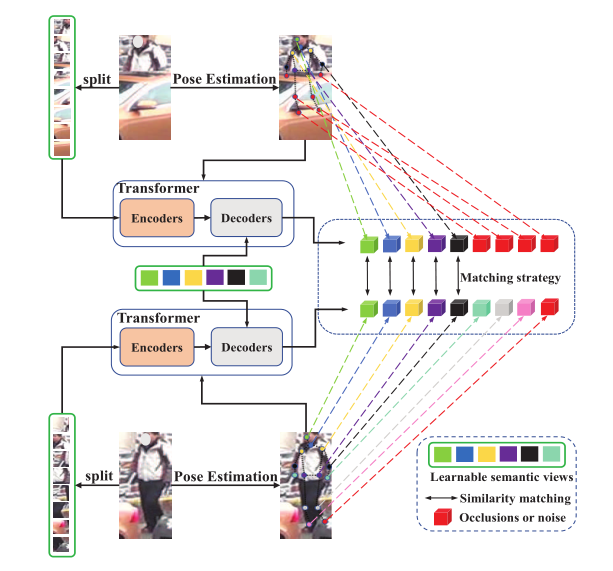 split
Pose Estimation
Transformer
Encoders
Decoders
Matching strategy
Transformer
Encoders
Decoders
split
Pose Estimation
Learnable semantic views
Similarity matching
Occlusions or noise